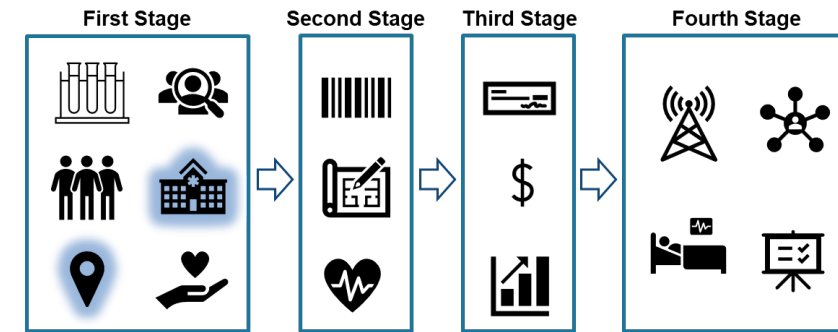 First Stage
Second Stage
Third Stage
Fourth Stage
$